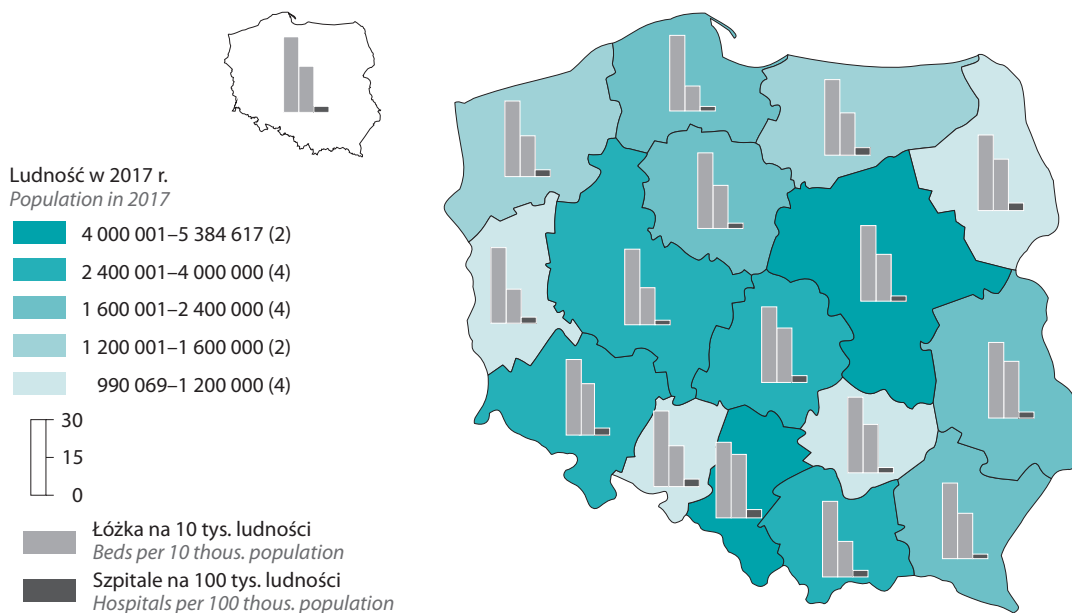 Ludność w 2017 r.
Population in 2017
4 000 001–5 384 617 (2)
2 400 001–4 000 000 (4)
1 600 001–2 400 000 (4)
1 200 001–1 600 000 (2)
990 069–1 200 000 (4)
30
15
0
Łóżka na 10 tys. ludności
Beds per 10 thous. population
Szpitale na 100 tys. ludności
Hospitals per 100 thous. population